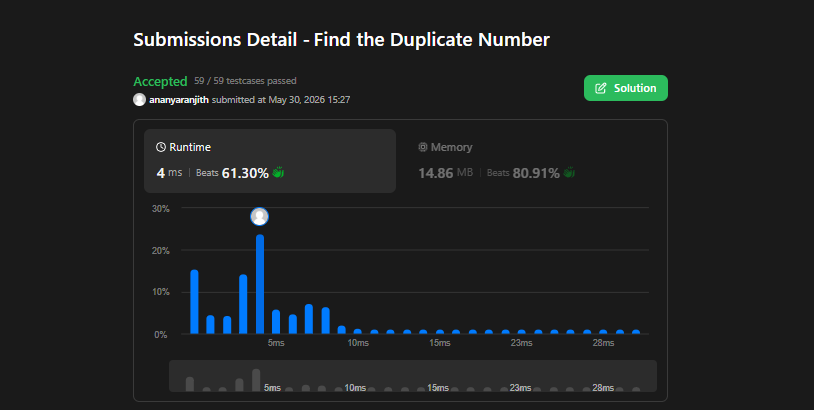 Submissions Detail - Find the Duplicate Number
Accepted 59 / 59 testcases passed
ananyaranjith submitted at May 30, 2026 15:27
Solution
Runtime
4 ms | Beats 61.30%
Memory
14.86 MB | Beats 80.91%
30%
20%
10%
0%
5ms 10ms 15ms 23ms 28ms
5ms 10ms 15ms 23ms 28ms